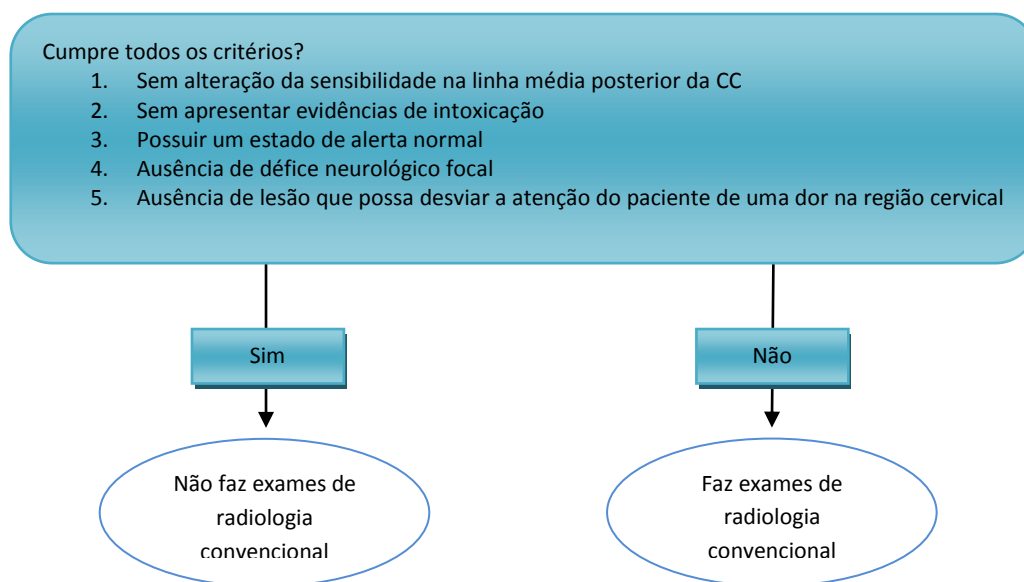 Cumpre todos os critérios?
1. Sem alteração da sensibilidade na linha média posterior da CC
2. Sem apresentar evidências de intoxicação
3. Possuir um estado de alerta normal
4. Ausência de défice neurológico focal
5. Ausência de lesão que possa desviar a atenção do paciente de uma dor na região cervical
Sim
Não
Não faz exames de
radiologia
convencional
Faz exames de
radiologia
convencional